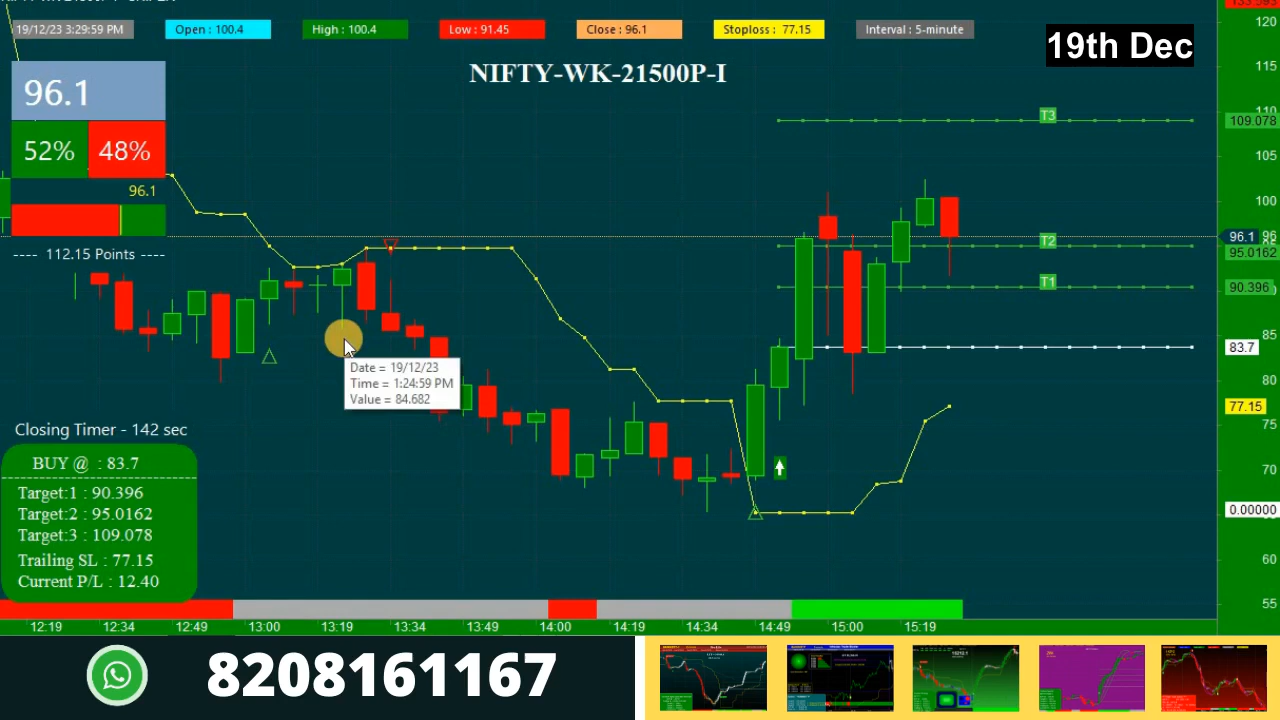 19/12/23 3:29:59 PM
Open : 100.4
High : 100.4
Low : 91.45
Close : 96.1
Stoploss : 77.15
Interval : 5-minute
19th Dec
NIFTY-WK-21500P-I
96.1
52% 48%
96.1
---- 112.15 Points ----
T3
T2
T1
120
115
110
109.078
105
100
96.1 96
95.0162
90.396
85
83.7
80
77.15
75
70
0.00000
60
55
Date = 19/12/23
Time = 1:24:59 PM
Value = 84.682
Closing Timer - 142 sec
BUY @ : 83.7
Target:1 : 90.396
Target:2 : 95.0162
Target:3 : 109.078
Trailing SL : 77.15
Current P/L : 12.40
12:19 12:34 12:49 13:00 13:19 13:34 13:49 14:00 14:19 14:34 14:49 15:00 15:19
8208161167